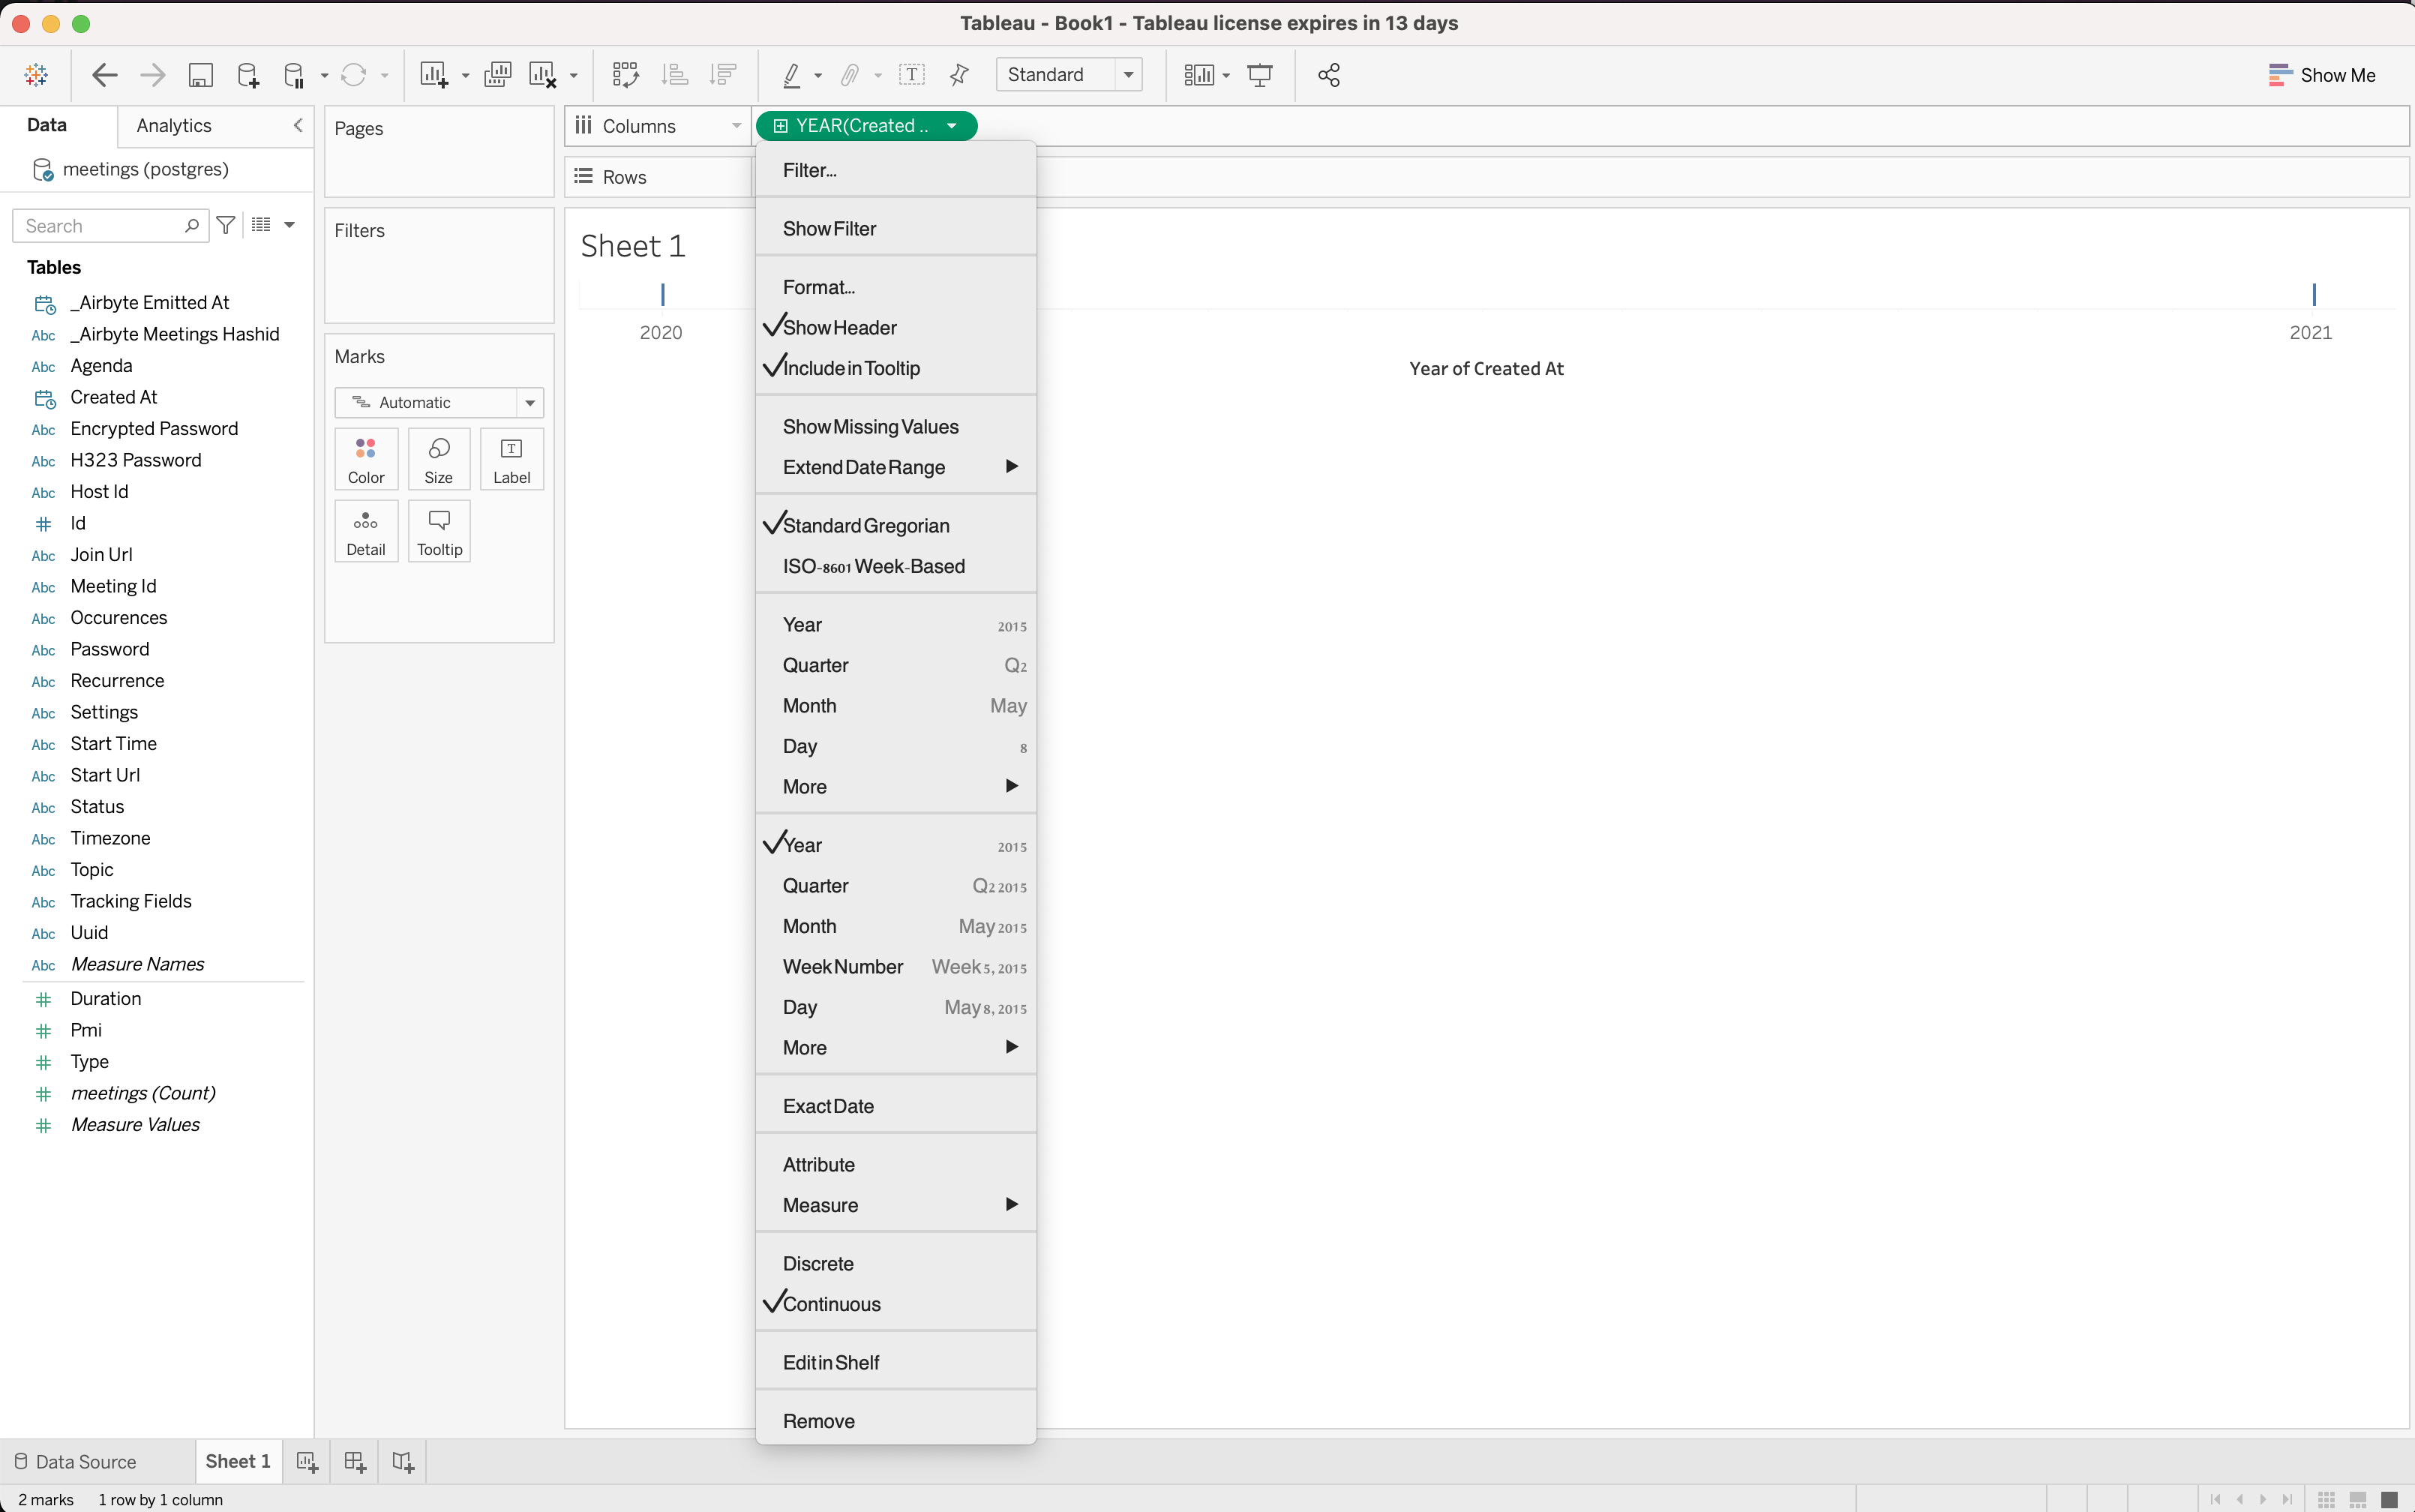 Tableau - Book1 - Tableau license expires in 13 days
Standard
Show Me
Data
Analytics
meetings (postgres)
Search
Tables
_Airbyte Emitted At
Abc _Airbyte Meetings Hashid
Abc Agenda
Created At
Abc Encrypted Password
Abc H323 Password
Abc Host Id
# Id
Abc Join Url
Abc Meeting Id
Abc Occurences
Abc Password
Abc Recurrence
Abc Settings
Abc Start Time
Abc Start Url
Abc Status
Abc Timezone
Abc Topic
Abc Tracking Fields
Abc Uuid
Abc Measure Names
# Duration
# Pmi
# Type
# meetings (Count)
# Measure Values
Pages
Filters
Marks
Automatic
Color
Size
Label
Detail
Tooltip
Columns
YEAR(Created ..
Rows
Sheet 1
2020
2021
Year of Created At
Filter...
Show Filter
Format...
Show Header
Include in Tooltip
Show Missing Values
Extend Date Range
Standard Gregorian
ISO-8601 Week-Based
Year 2015
Quarter Q2
Month May
Day 8
More
Year 2015
Quarter Q2 2015
Month May 2015
Week Number Week 5, 2015
Day May 8, 2015
More
Exact Date
Attribute
Measure
Discrete
Continuous
Edit in Shelf
Remove
Data Source
Sheet 1
2 marks 1 row by 1 column